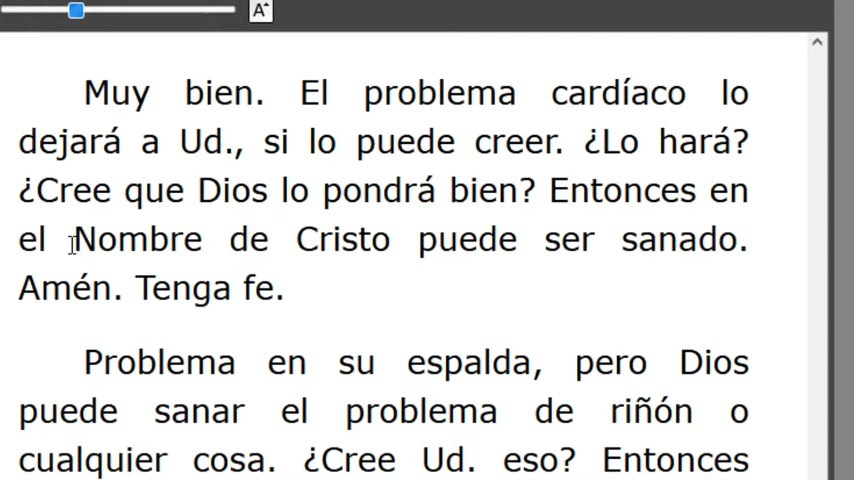 A
Muy bien. El problema cardíaco lo
dejará a Ud., si lo puede creer. ¿Lo hará?
¿Cree que Dios lo pondrá bien? Entonces en
el Nombre de Cristo puede ser sanado.
Amén. Tenga fe.
Problema en su espalda, pero Dios
puede sanar el problema de riñón o
cualquier cosa. ¿Cree Ud. eso? Entonces